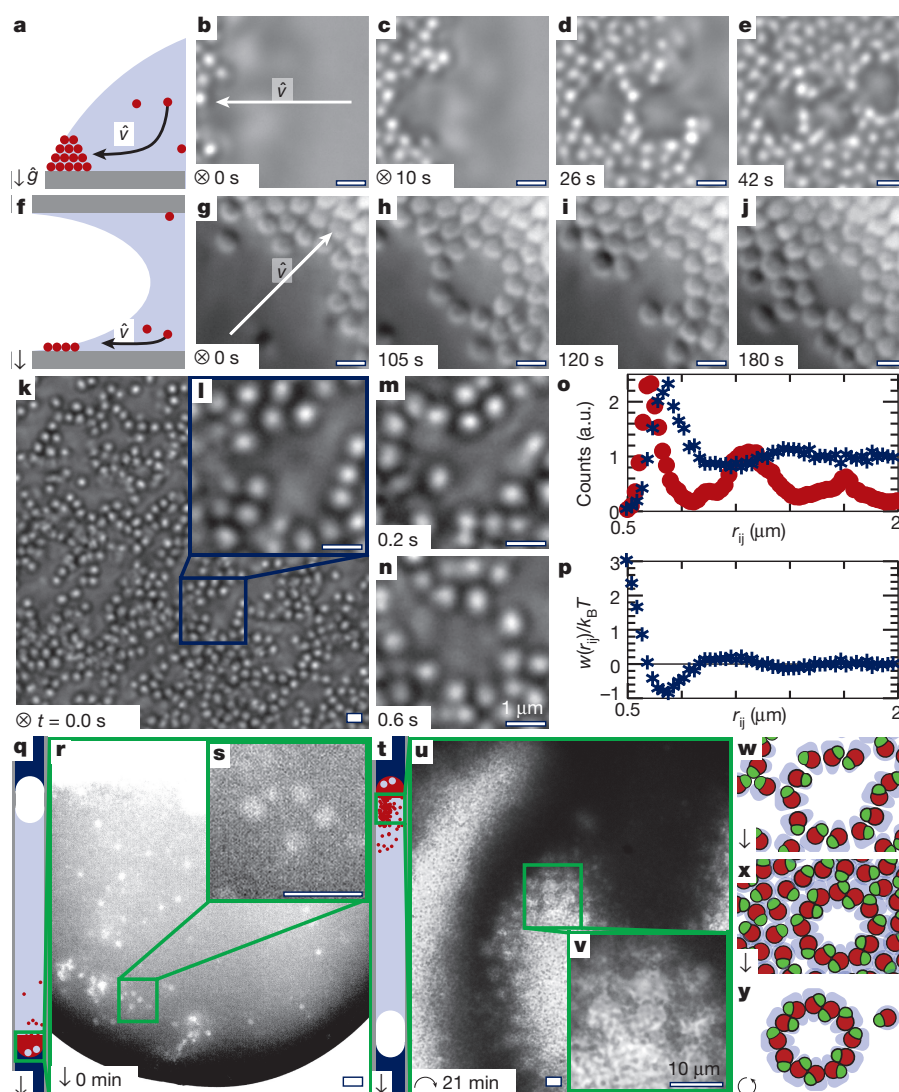 a
b
c
d
e
v̂
v̂
↓ ĝ
⊗ 0 s
⊗ 10 s
26 s
42 s
f
g
h
i
j
v̂
v̂
↓
⊗ 0 s
105 s
120 s
180 s
k
l
m
o
2
1
0
Counts (a.u.)
0.5
2
r_ij (μm)
0.2 s
n
p
3
2
1
0
−1
w(r_ij)/k_BT
0.5
2
r_ij (μm)
⊗ t = 0.0 s
0.6 s
1 μm
q
r
s
t
u
w
↓
x
↓
v
y
↓
↓ 0 min
↓
↷ 21 min
10 μm
↻